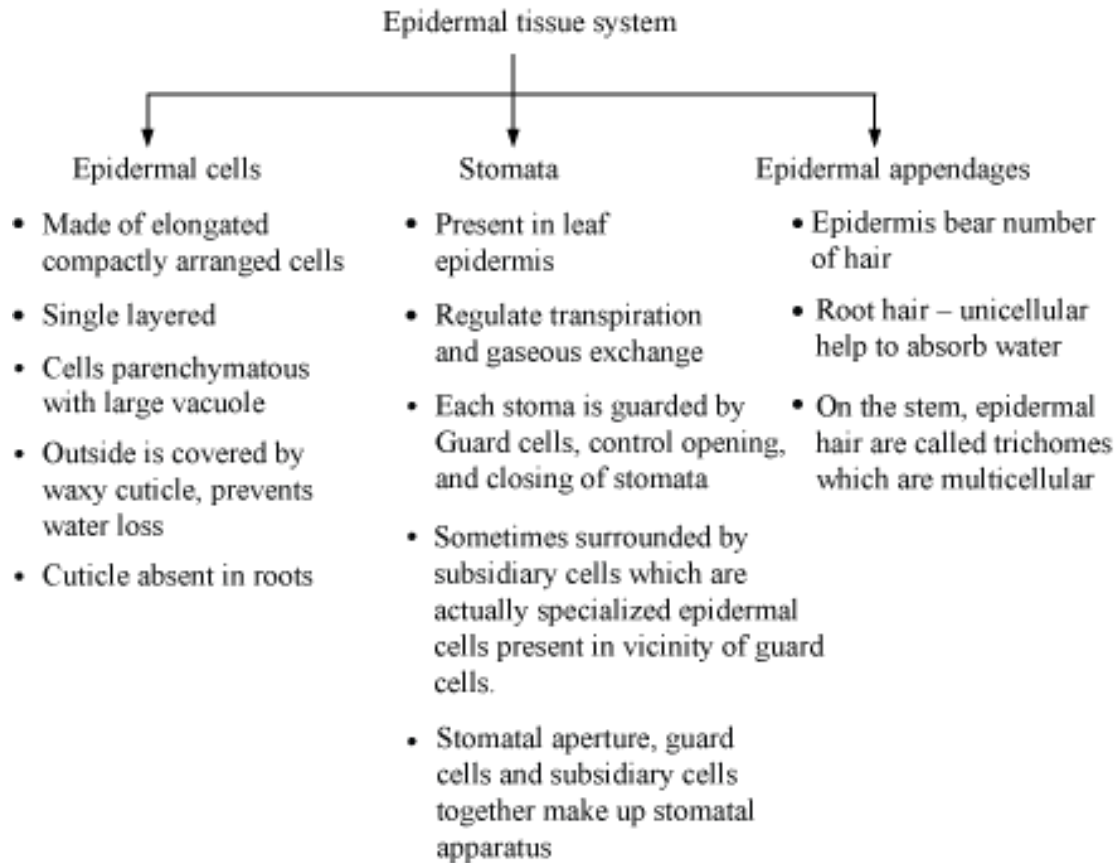 Epidermal tissue system
Epidermal cells
• Made of elongated
compactly arranged cells
• Single layered
• Cells parenchymatous
with large vacuole
• Outside is covered by
waxy cuticle, prevents
water loss
• Cuticle absent in roots
Stomata
• Present in leaf
epidermis
• Regulate transpiration
and gaseous exchange
• Each stoma is guarded by
Guard cells, control opening,
and closing of stomata
• Sometimes surrounded by
subsidiary cells which are
actually specialized epidermal
cells present in vicinity of guard
cells.
• Stomatal aperture, guard
cells and subsidiary cells
together make up stomatal
apparatus
Epidermal appendages
• Epidermis bear number
of hair
• Root hair – unicellular
help to absorb water
• On the stem, epidermal
hair are called trichomes
which are multicellular